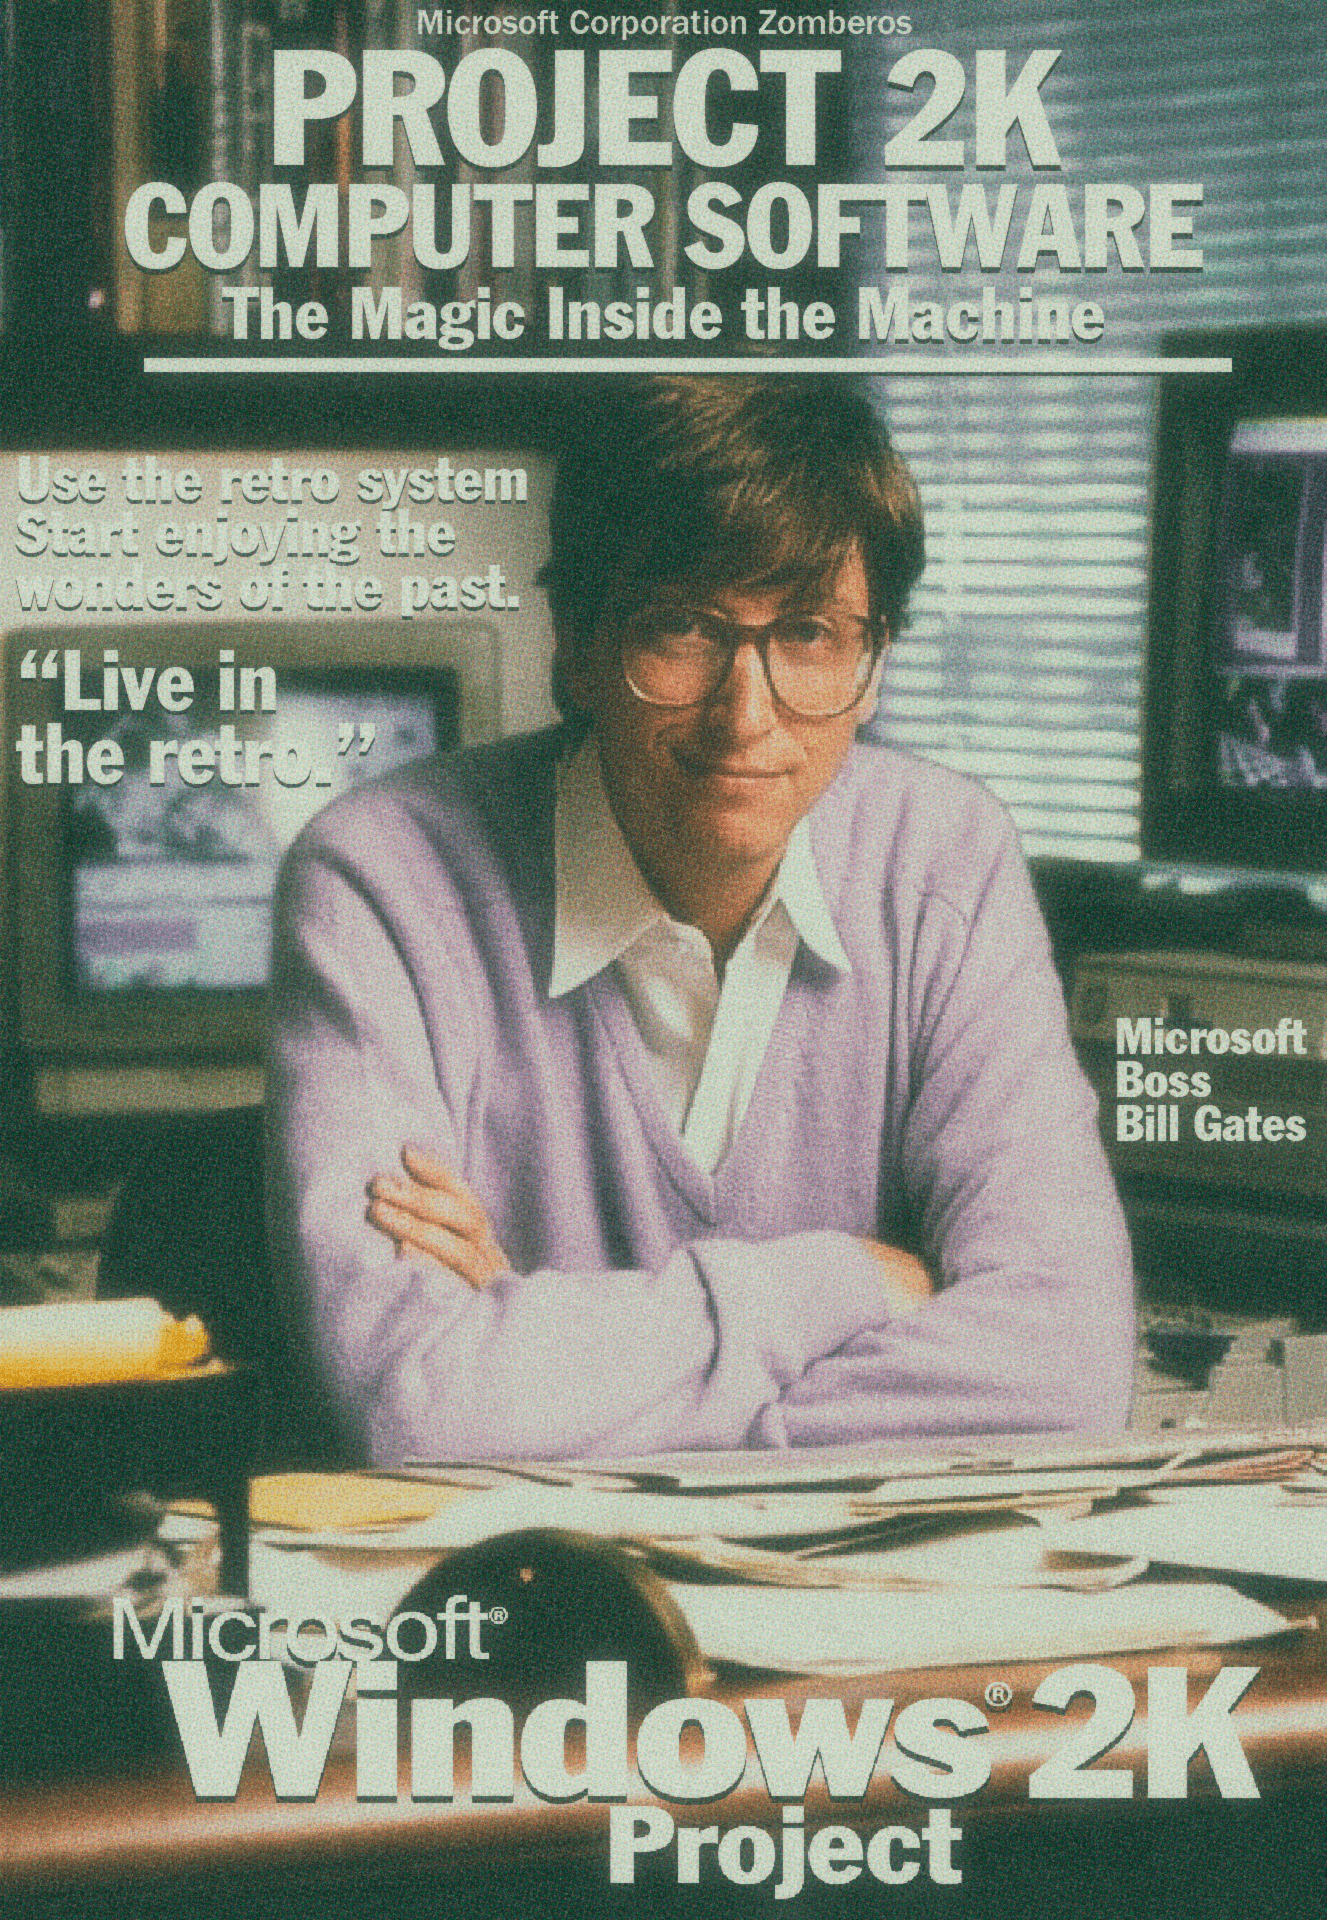 Microsoft Corporation Zomberos
PROJECT 2K
COMPUTER SOFTWARE
The Magic Inside the Machine
Use the retro system
Start enjoying the
wonders of the past.
“Live in
the retro.”
Microsoft
Boss
Bill Gates
Microsoft®
Windows® 2K
Project